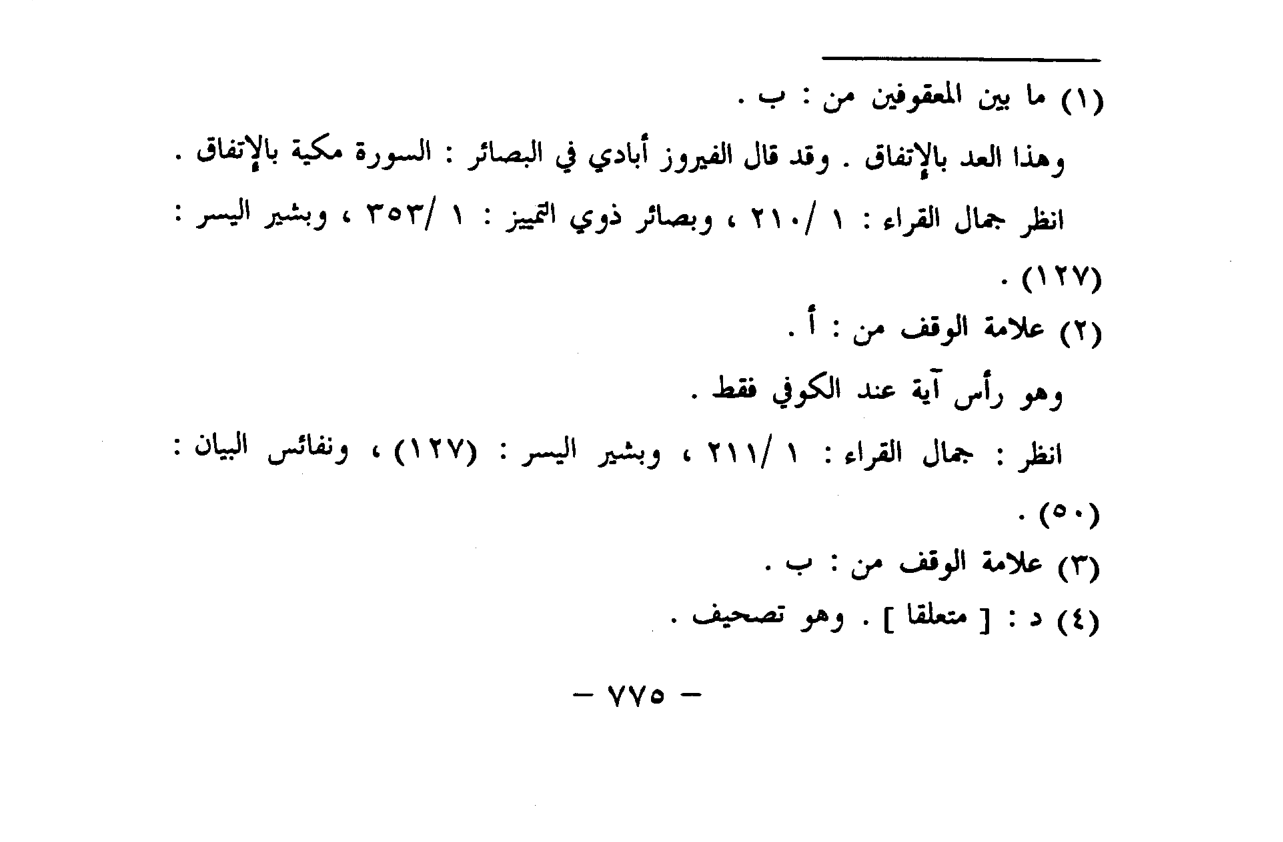 (١) ما بين المعقوفين من : ب .
وهذا العد بالإتفاق . وقد قال الفيروز أبادي في البصائر : السورة مكية بالإتفاق .
انظر جمال القراء : ١ /٢١٠ ، وبصائر ذوي التمييز : ١ /٣٥٣ ، وبشير اليسر :
(١٢٧) .
(٢) علامة الوقف من : أ .
وهو رأس آية عند الكوفي فقط .
انظر : جمال القراء : ١ /٢١١ ، وبشير اليسر : (١٢٧) ، ونفائس البيان :
(٥٠) .
(٣) علامة الوقف من : ب .
(٤) د : [ متعلقا ] . وهو تصحيف .
– ٧٧٥ –